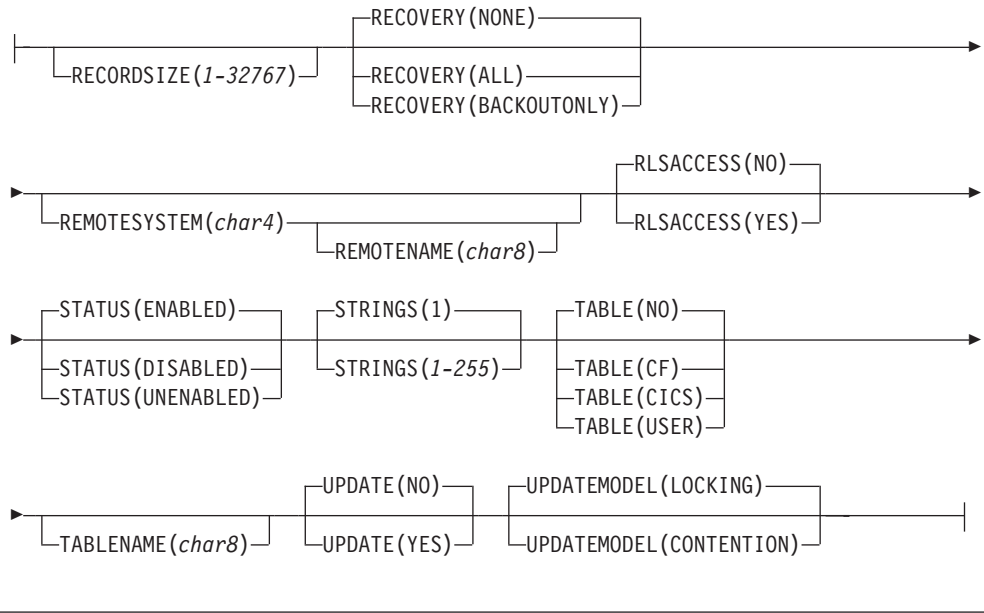 RECOVERY(NONE)
RECORDSIZE(1-32767)
RECOVERY(ALL)
RECOVERY(BACKOUTONLY)
RLSACCESS(NO)
REMOTESYSTEM(char4)
REMOTENAME(char8)
RLSACCESS(YES)
STATUS(ENABLED)
STRINGS(1)
TABLE(NO)
STATUS(DISABLED)
STATUS(UNENABLED)
STRINGS(1-255)
TABLE(CF)
TABLE(CICS)
TABLE(USER)
UPDATE(NO)
UPDATEMODEL(LOCKING)
TABLENAME(char8)
UPDATE(YES)
UPDATEMODEL(CONTENTION)